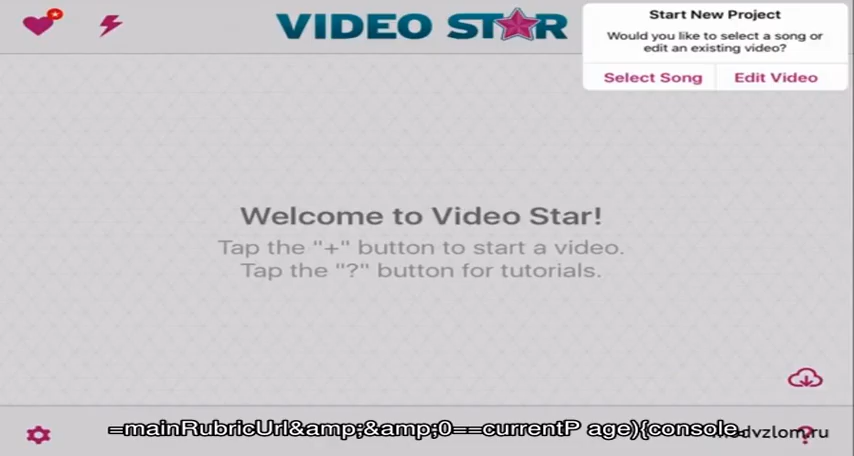 VIDEO STAR
Start New Project
Would you like to select a song or
edit an existing video?
Select Song Edit Video
Welcome to Video Star!
Tap the "+" button to start a video.
Tap the "?" button for tutorials.
=mainRubricUrl&amp;&amp;0==currentP age){console.
modvzlom.ru